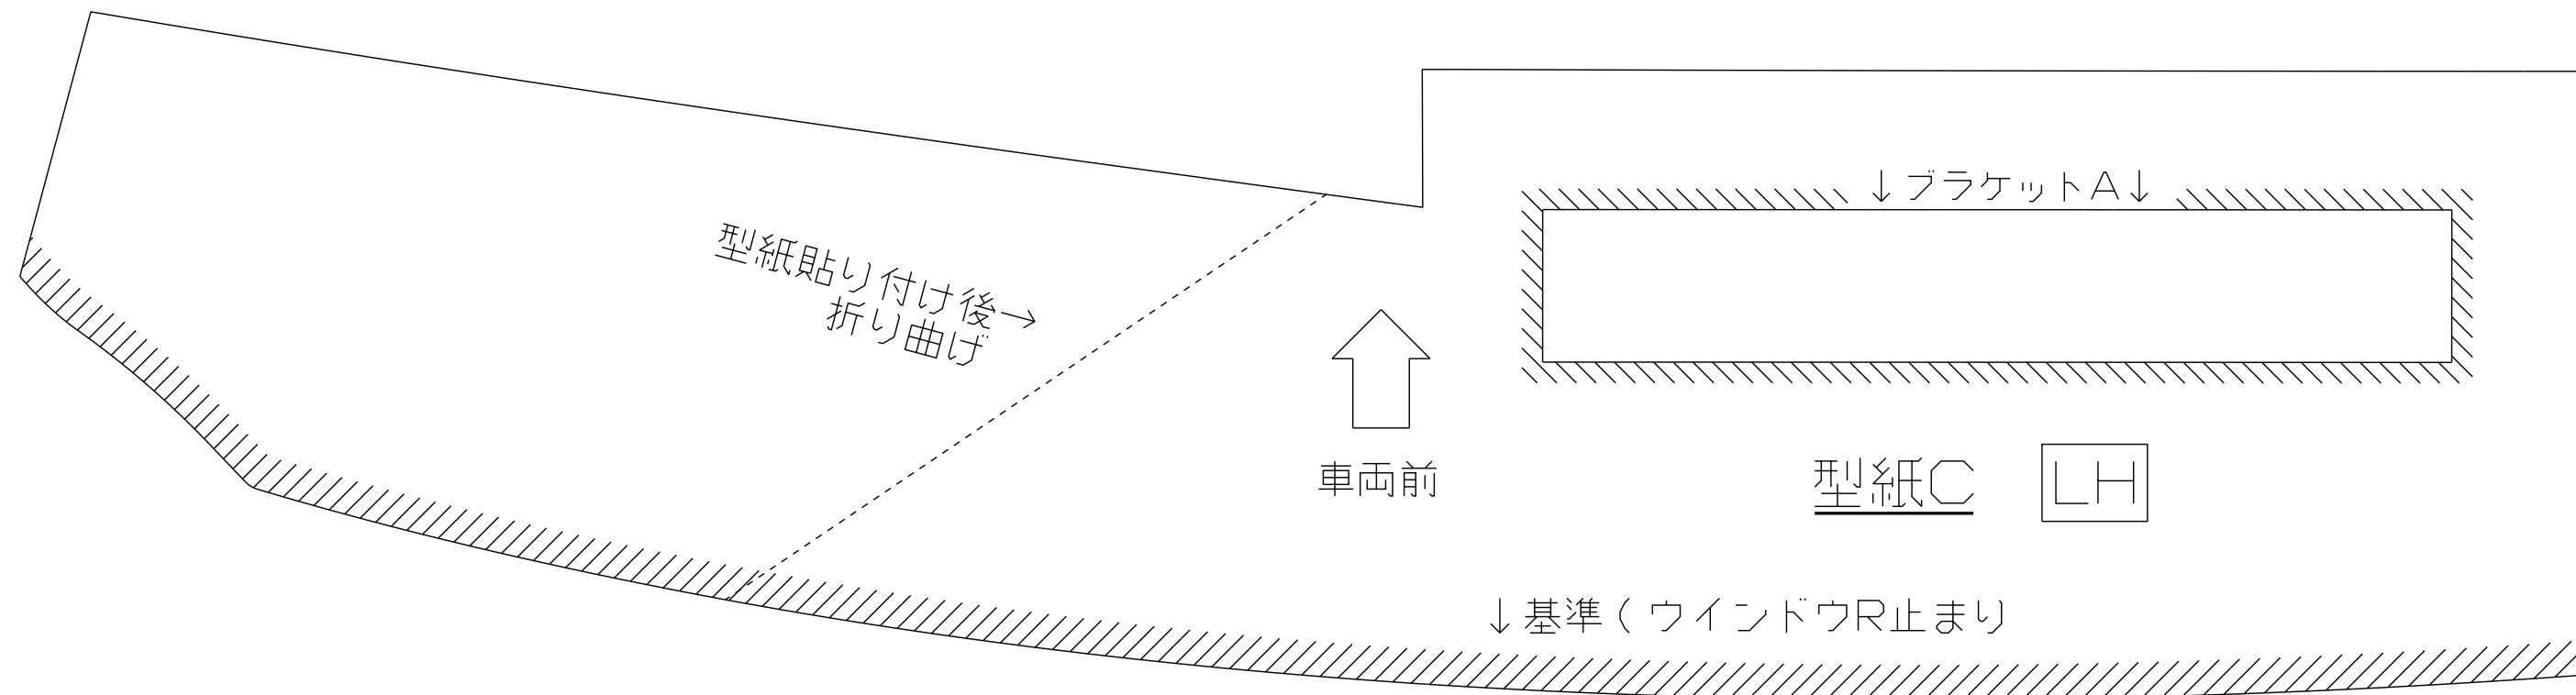 ↓ブラケットA↓
型紙貼り付け後→
折り曲げ
車両前
型紙C
LH
↓基準(ウインドウR止まり